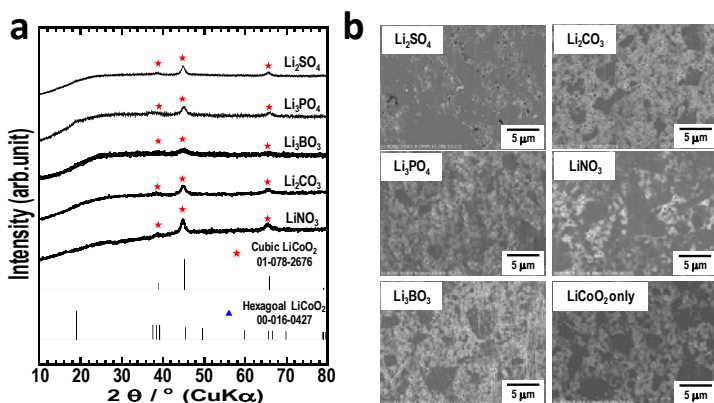 a
Intensity (arb.unit)
Li₂SO₄
Li₃PO₄
Li₃BO₃
Li₂CO₃
LiNO₃
Cubic LiCoO₂
01-078-2676
Hexagoal LiCoO₂
00-016-0427
10 20 30 40 50 60 70 80
2 Θ / ° (CuKα)
b
Li₂SO₄
5 μm
Li₂CO₃
5 μm
Li₃PO₄
5 μm
LiNO₃
5 μm
Li₃BO₃
5 μm
LiCoO₂ only
5 μm